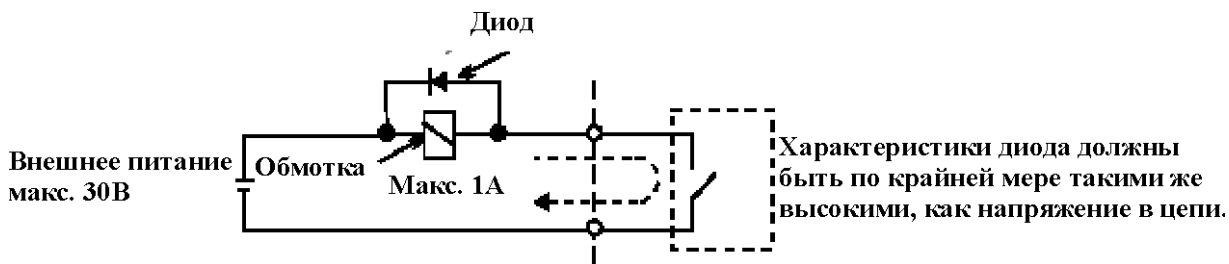 Диод
Внешнее питание
макс. 30В
Обмотка
Макс. 1А
Характеристики диода должны
быть по крайней мере такими же
высокими, как напряжение в цепи.